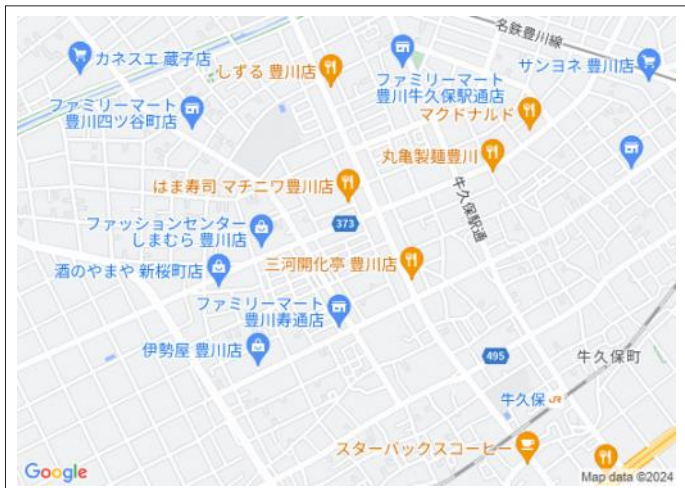 名鉄豊川線
カネスエ 蔵子店
しずる 豊川店
ファミリーマート
豊川牛久保駅通店
サンヨネ 豊川店
ファミリーマート
豊川四ツ谷町店
マクドナルド
丸亀製麺豊川
はま寿司 マチニワ豊川店
牛久保駅通
ファッションセンター
しまむら 豊川店
373
酒のやまや 新桜町店
三河開化亭 豊川店
ファミリーマート
豊川寿通店
伊勢屋 豊川店
495
牛久保町
牛久保 JR
スターバックスコーヒー
Google
Map data ©2024